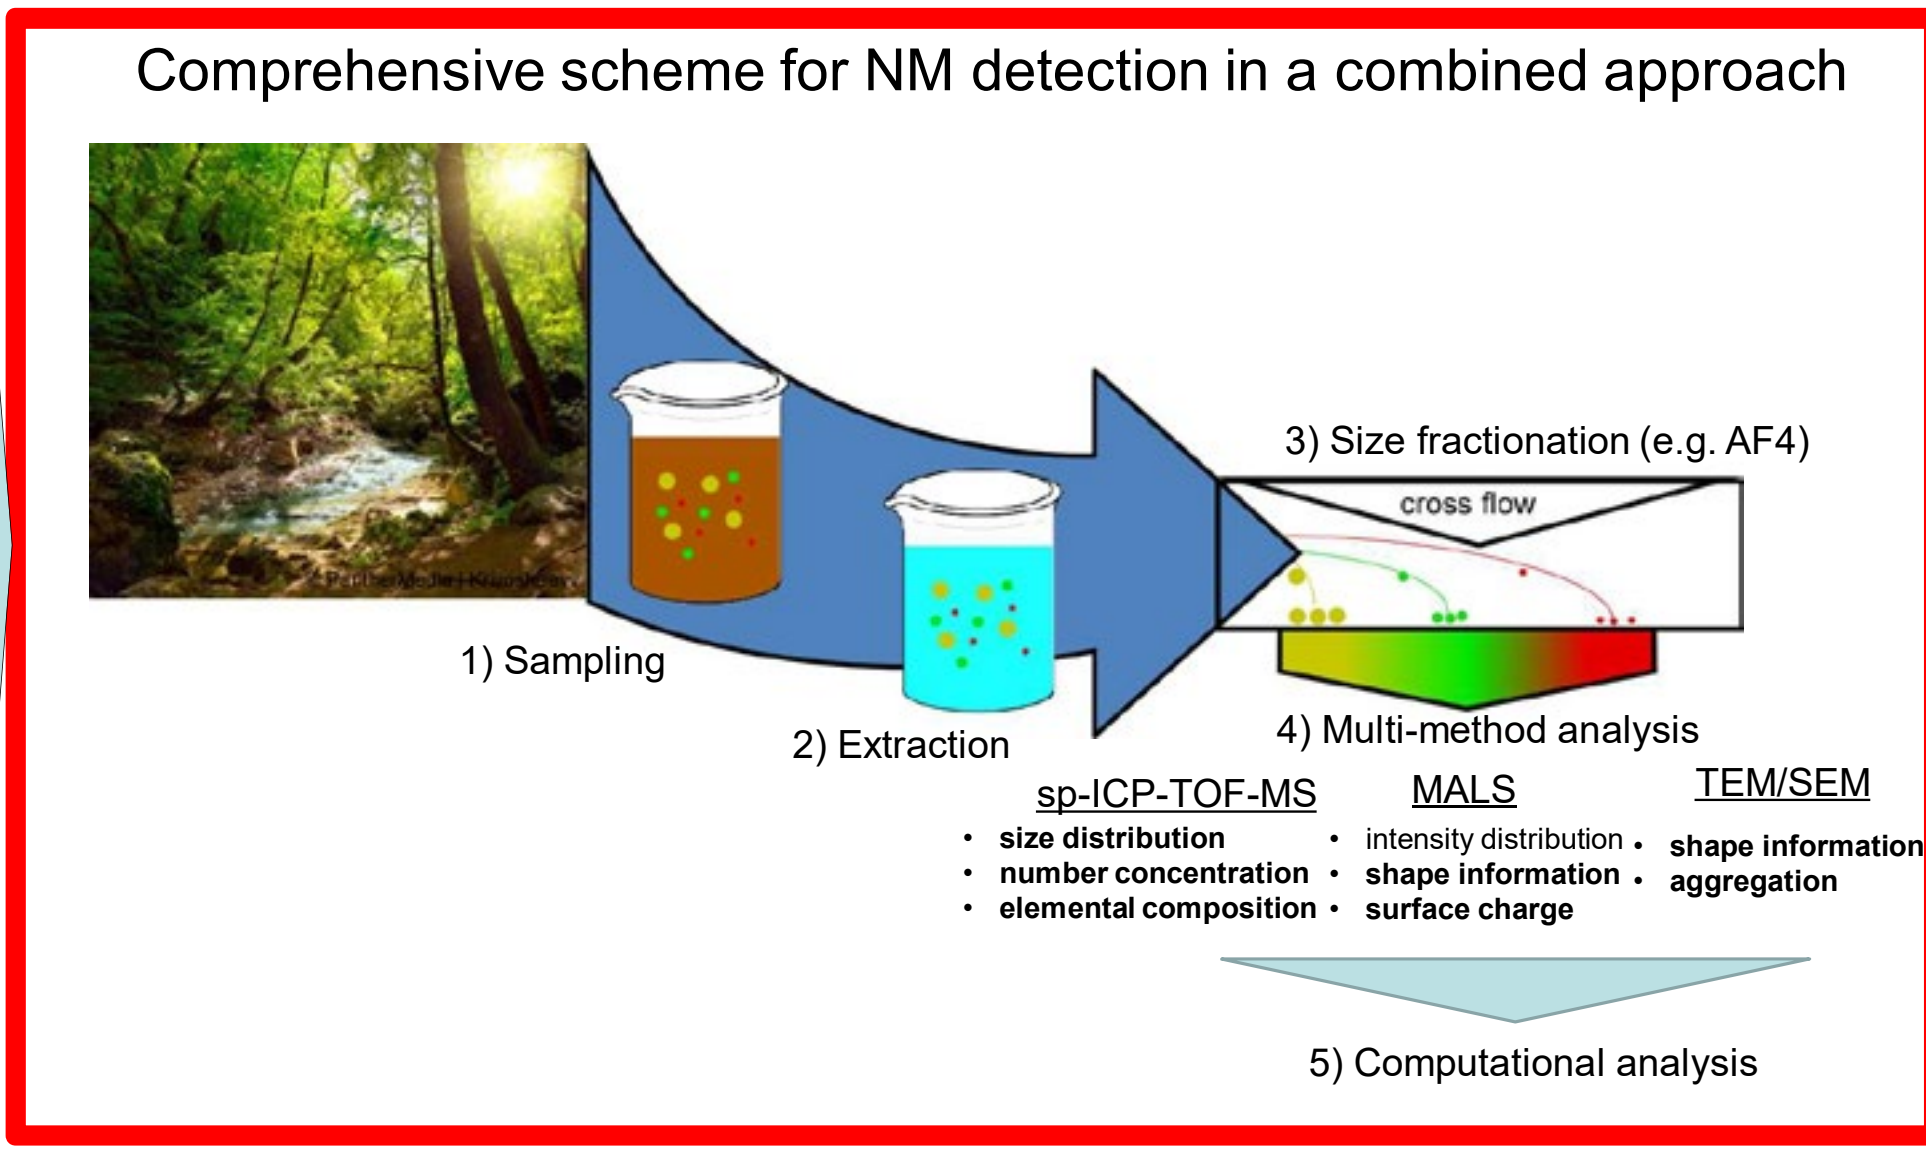 Comprehensive scheme for NM detection in a combined approach
1) Sampling
2) Extraction
3) Size fractionation (e.g. AF4)
cross flow
4) Multi-method analysis
sp-ICP-TOF-MS
• size distribution
• number concentration
• elemental composition
MALS
• intensity distribution
• shape information
• surface charge
TEM/SEM
• shape information
• aggregation
5) Computational analysis